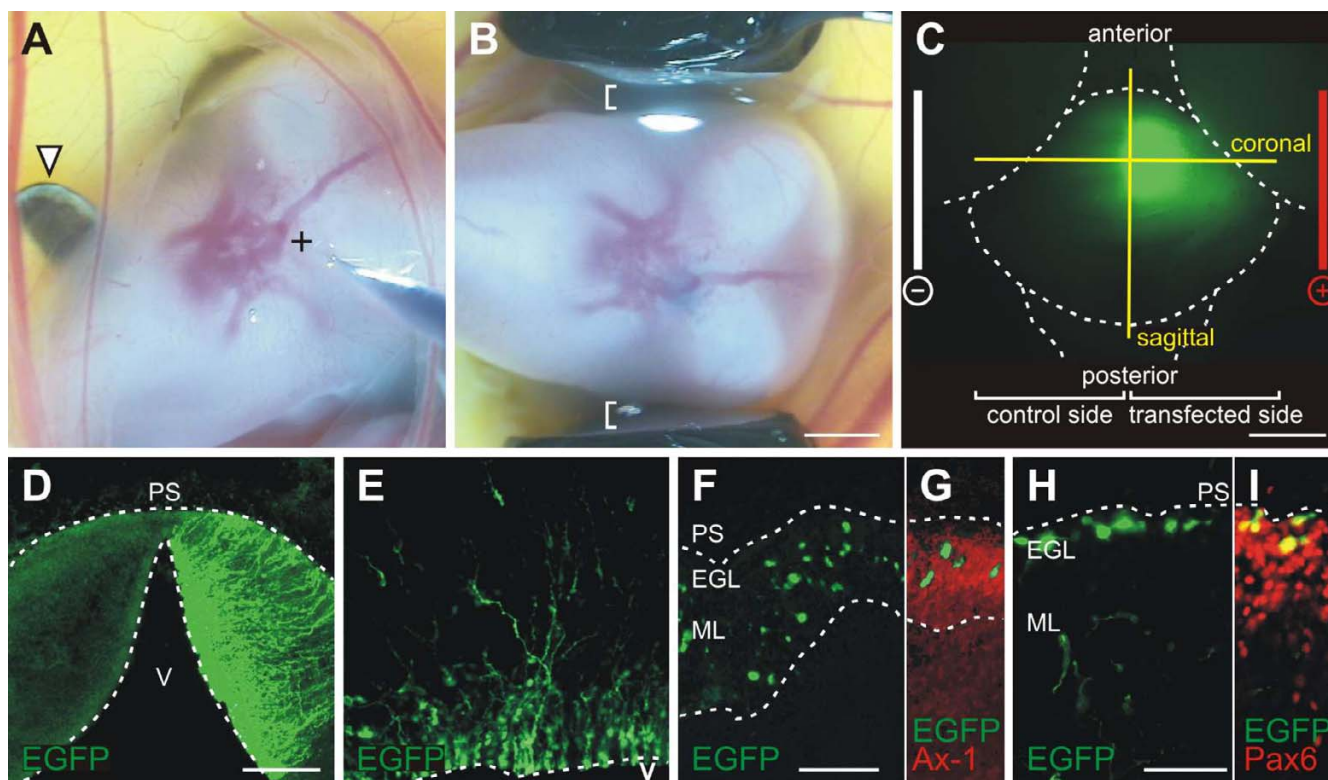 A
B
C
anterior
coronal
sagittal
−
+
posterior
control side
transfected side
D
PS
V
EGFP
E
EGFP
V
F
PS
EGL
ML
EGFP
G
EGFP
Ax-1
H
PS
EGL
ML
EGFP
I
EGFP
Pax6